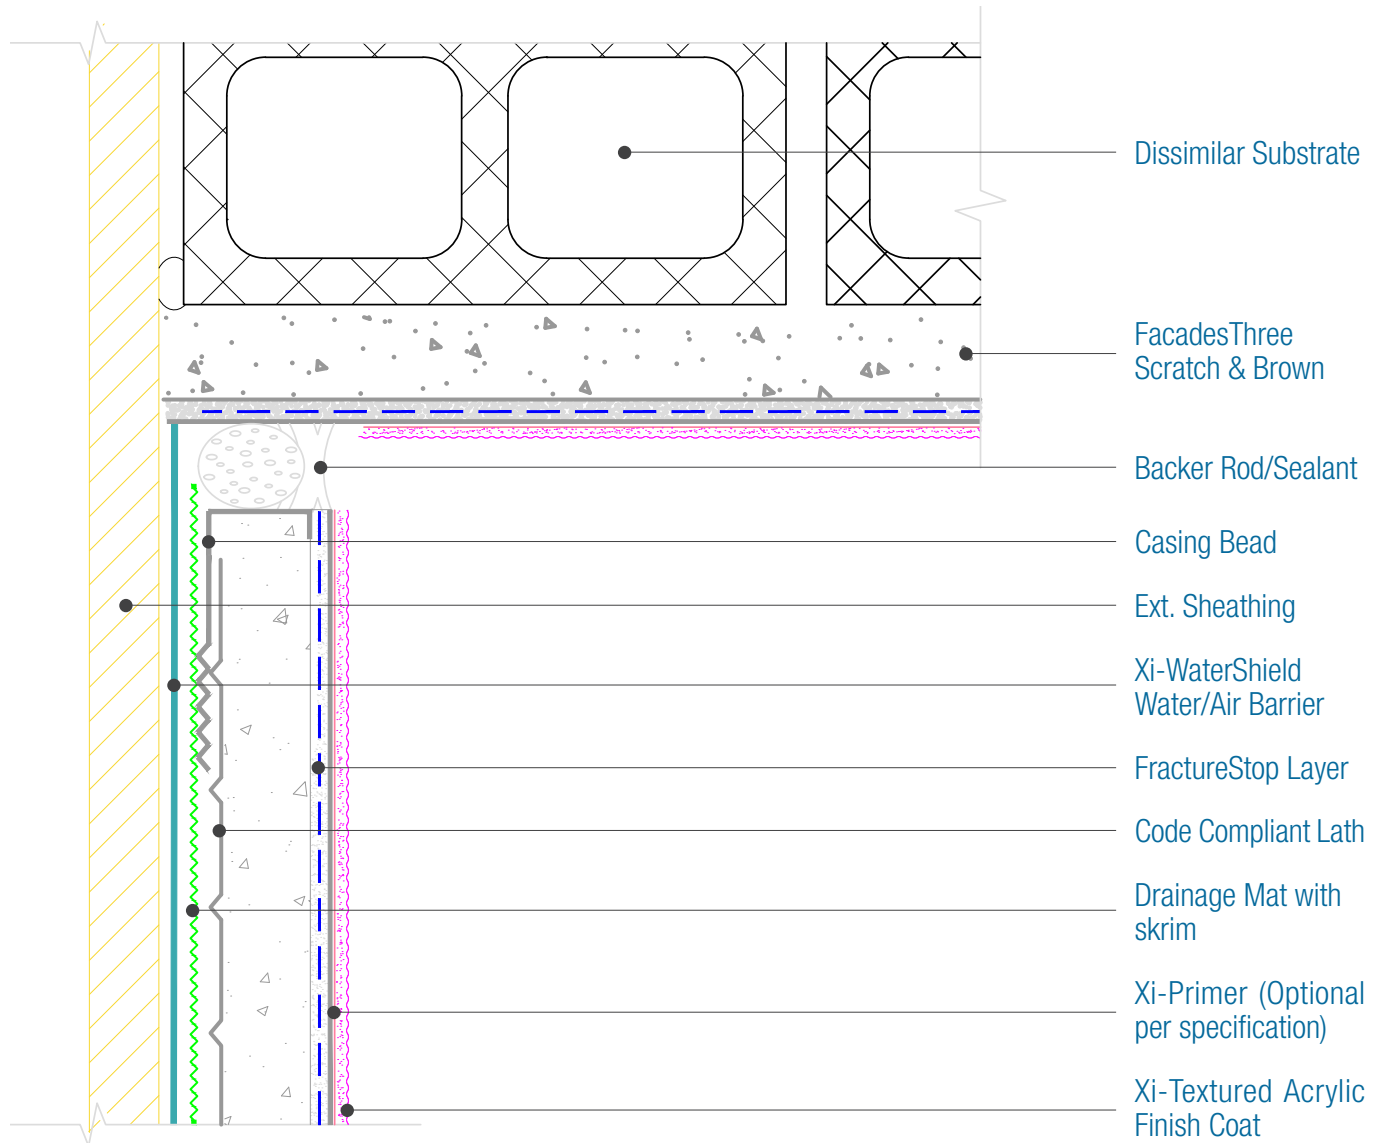 Dissimilar Substrate
FacadesThree
Scratch & Brown
Backer Rod/Sealant
Casing Bead
Ext. Sheathing
Xi-WaterShield
Water/Air Barrier
FractureStop Layer
Code Compliant Lath
Drainage Mat with
skrim
Xi-Primer (Optional
per specification)
Xi-Textured Acrylic
Finish Coat